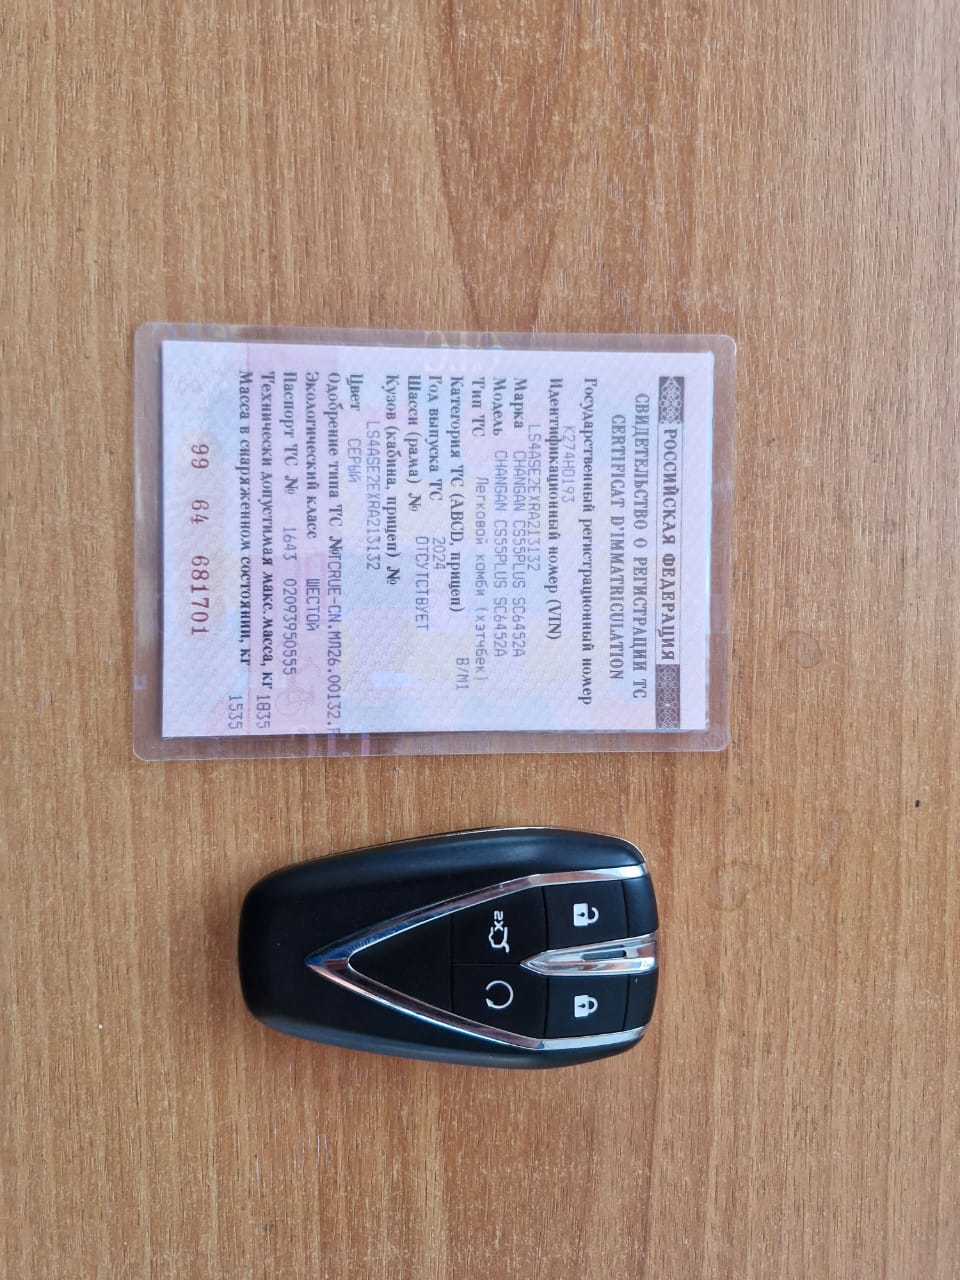 РОССИЙСКАЯ ФЕДЕРАЦИЯ
СВИДЕТЕЛЬСТВО О РЕГИСТРАЦИИ ТС
CERTIFICAT D'IMMATRICULATION
Государственный регистрационный номер
К274НО193
Идентификационный номер (VIN)
LS4ASE2EXRA213132
Марка CHANGAN CS55PLUS SC6452A
Модель CHANGAN CS55PLUS SC6452A
Тип ТС Легковой комби (хэтчбек)
Категория ТС (ABCD, прицеп) B/M1
Год выпуска ТС 2024
Шасси (рама) № ОТСУТСТВУЕТ
Кузов (кабина, прицеп) №
LS4ASE2EXRA213132
Цвет СЕРЫЙ
Одобрение типа ТС №TCRUE-CN.МЛ26.00132.Р
Экологический класс ШЕСТОЙ
Паспорт ТС № 1643 02093950555
Технически допустимая макс. масса, кг 1835
Масса в снаряженном состоянии, кг 1535
99 64 681701
2X